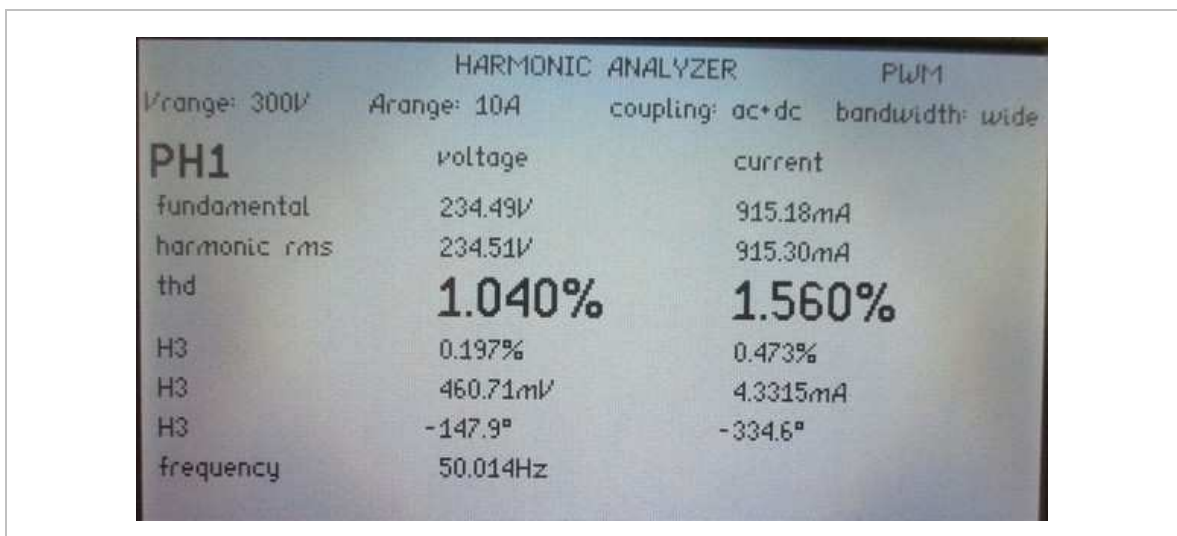 HARMONIC ANALYZER PWM
Vrange: 300V Arange: 10A coupling: ac+dc bandwidth: wide
PH1 voltage current
fundamental 234.49V 915.18mA
harmonic rms 234.51V 915.30mA
thd 1.040% 1.560%
H3 0.197% 0.473%
H3 460.71mV 4.3315mA
H3 -147.9° -334.6°
frequency 50.014Hz